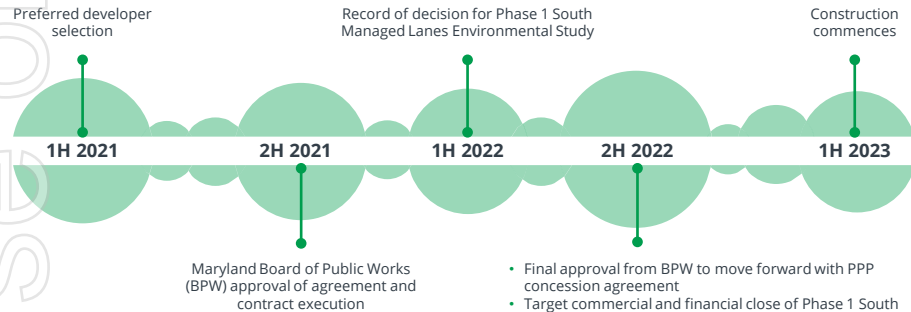 Preferred developer
selection
Record of decision for Phase 1 South
Managed Lanes Environmental Study
Construction
commences
1H 2021
2H 2021
1H 2022
2H 2022
1H 2023
Maryland Board of Public Works
(BPW) approval of agreement and
contract execution
• Final approval from BPW to move forward with PPP
concession agreement
• Target commercial and financial close of Phase 1 South